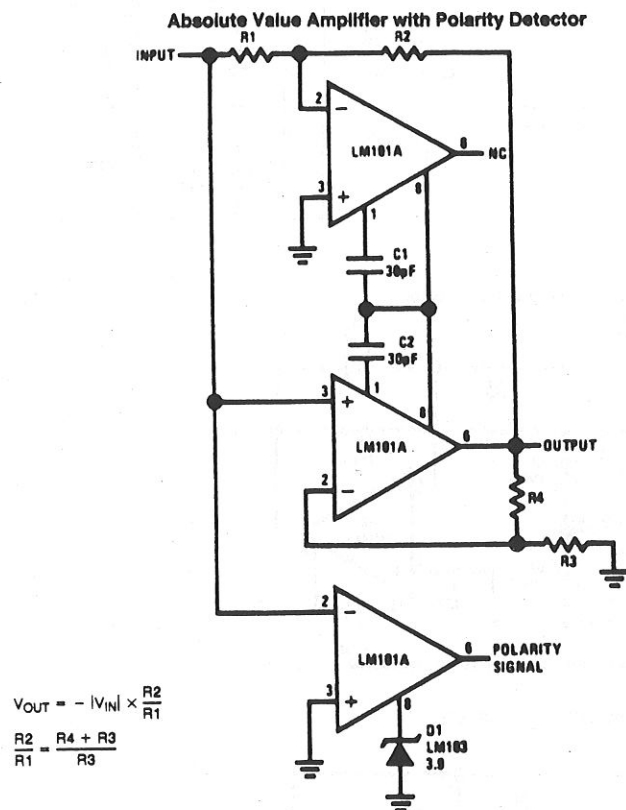 Absolute Value Amplifier with Polarity Detector
R1
R2
INPUT
2
−
LM101A
6
NC
3
+
8
1
C1
30pF
C2
30pF
1
3
+
8
LM101A
6
OUTPUT
2
−
R4
R3
2
−
LM101A
6
POLARITY
SIGNAL
3
+
8
D1
LM103
3.9
VOUT = − |VIN| × R2
R1
R2 = R4 + R3
R1 R3